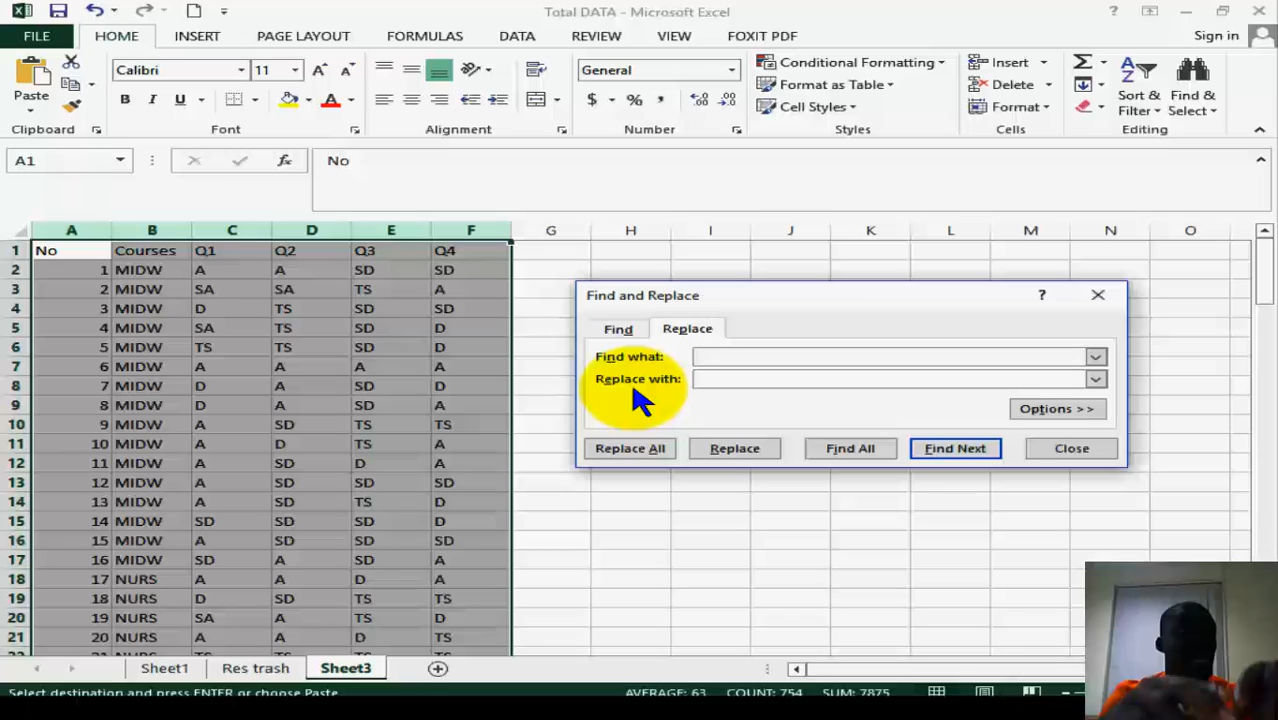 Total DATA - Microsoft Excel
FILE HOME INSERT PAGE LAYOUT FORMULAS DATA REVIEW VIEW FOXIT PDF Sign in
Calibri 11 General Conditional Formatting Insert
Paste Format as Table Delete Sort & Find &
B I U A $ % Cell Styles Format Filter Select
Clipboard Font Alignment Number Styles Cells Editing
A1 fx No
A B C D E F G H I J K L M N O
1 No Courses Q1 Q2 Q3 Q4
2 1 MIDW A A SD SD
3 2 MIDW SA SA TS A
4 3 MIDW D TS SD SD
5 4 MIDW SA TS SD D
6 5 MIDW TS TS SD D
7 6 MIDW A A A A
8 7 MIDW D A SD D
9 8 MIDW D A SD A
10 9 MIDW A SD TS TS
11 10 MIDW A D TS A
12 11 MIDW A SD D A
13 12 MIDW A SD SD SD
14 13 MIDW A SD TS D
15 14 MIDW SD SD SD D
16 15 MIDW A SD SD SD
17 16 MIDW SD A SD A
18 17 NURS A A D A
19 18 NURS D SD TS TS
20 19 NURS SA A TS D
21 20 NURS A A D TS
Find and Replace ?
Find Replace
Find what:
Replace with:
Options >>
Replace All Replace Find All Find Next Close
Sheet1 Res trash Sheet3
Select destination and press ENTER or choose Paste AVERAGE: 63 COUNT: 754 SUM: 7875